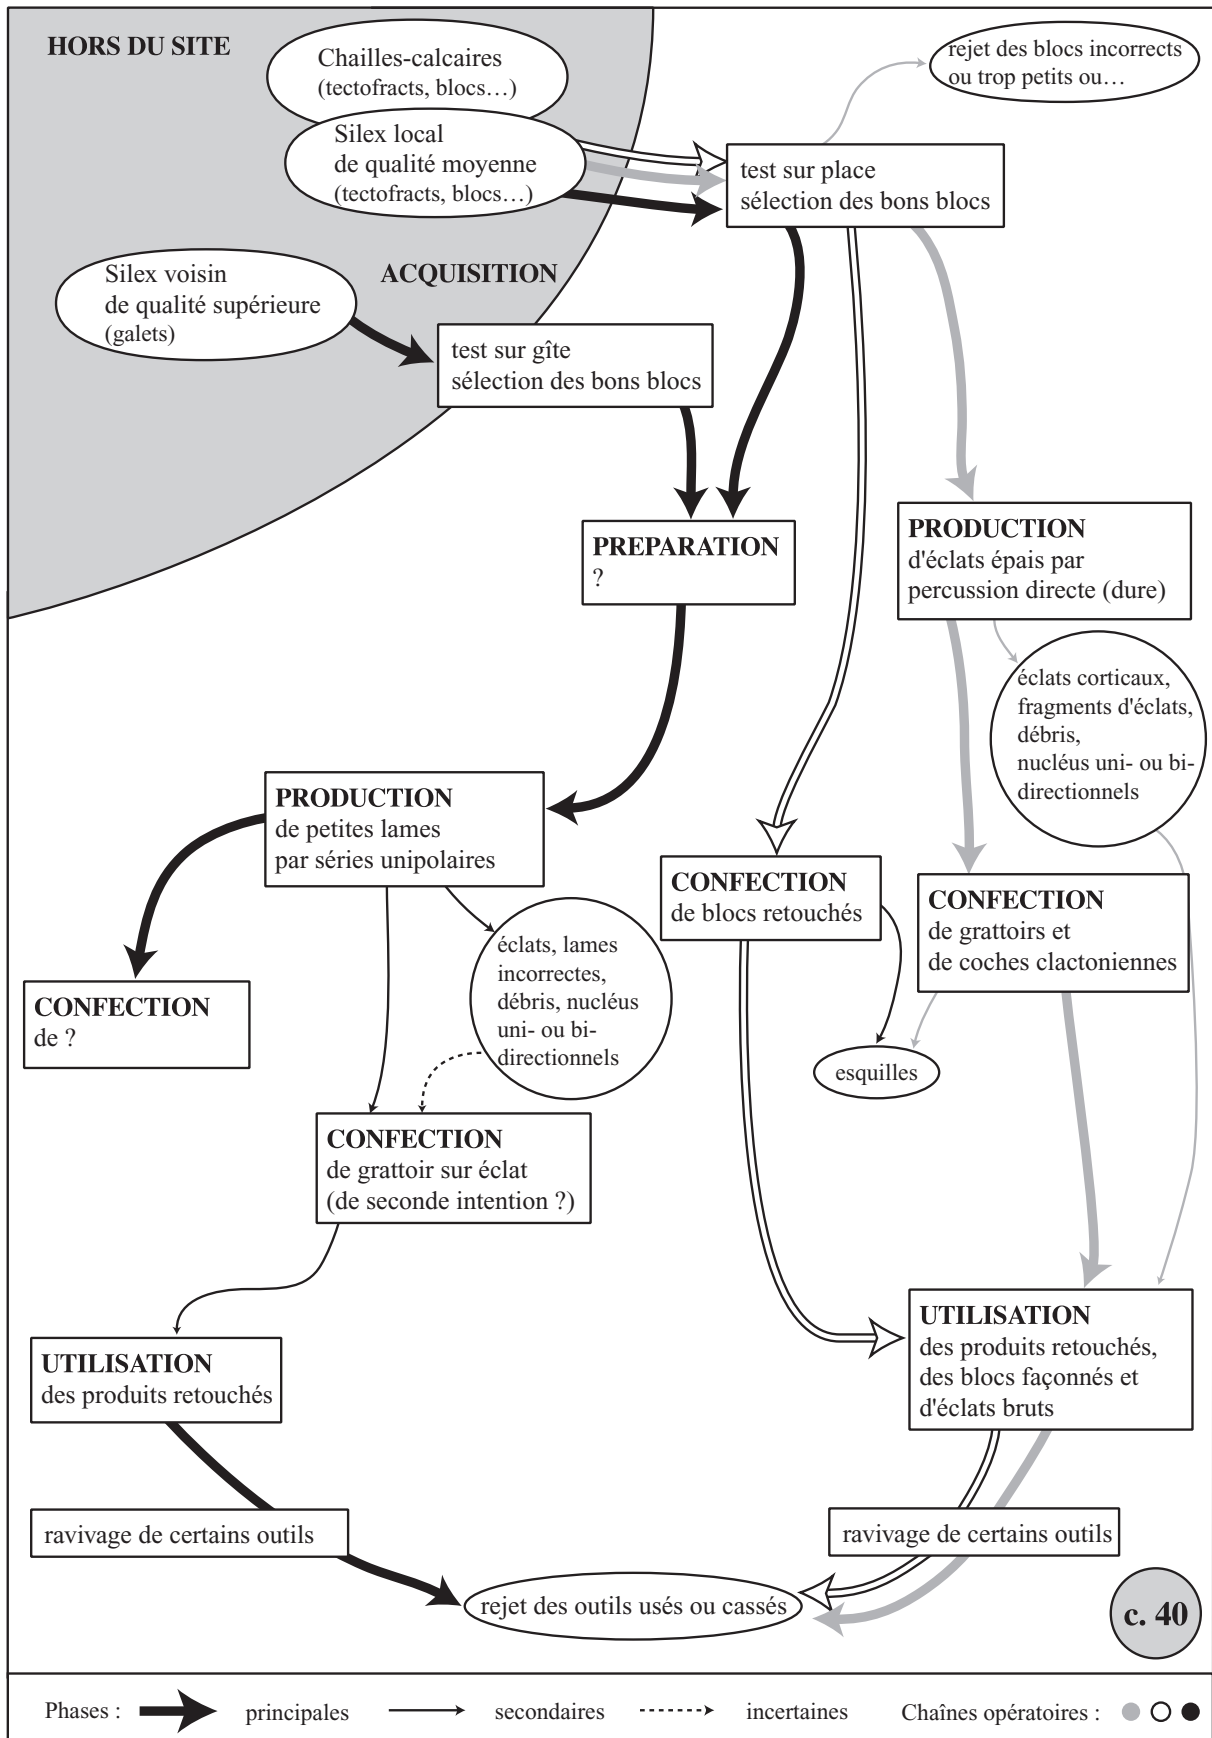 HORS DU SITE
Chailles-calcaires
(tectofracts, blocs…)
rejet des blocs incorrects
ou trop petits ou…
Silex local
de qualité moyenne
(tectofracts, blocs…)
test sur place
sélection des bons blocs
ACQUISITION
Silex voisin
de qualité supérieure
(galets)
test sur gîte
sélection des bons blocs
PREPARATION
?
PRODUCTION
d'éclats épais par
percussion directe (dure)
éclats corticaux,
fragments d'éclats,
débris,
nucléus uni- ou bi-
directionnels
PRODUCTION
de petites lames
par séries unipolaires
CONFECTION
de blocs retouchés
CONFECTION
de grattoirs et
de coches clactoniennes
éclats, lames
incorrectes,
débris, nucléus
uni- ou bi-
directionnels
CONFECTION
de ?
esquilles
CONFECTION
de grattoir sur éclat
(de seconde intention ?)
UTILISATION
des produits retouchés,
des blocs façonnés et
d'éclats bruts
UTILISATION
des produits retouchés
ravivage de certains outils
ravivage de certains outils
rejet des outils usés ou cassés
c. 40
Phases : principales secondaires incertaines Chaînes opératoires :